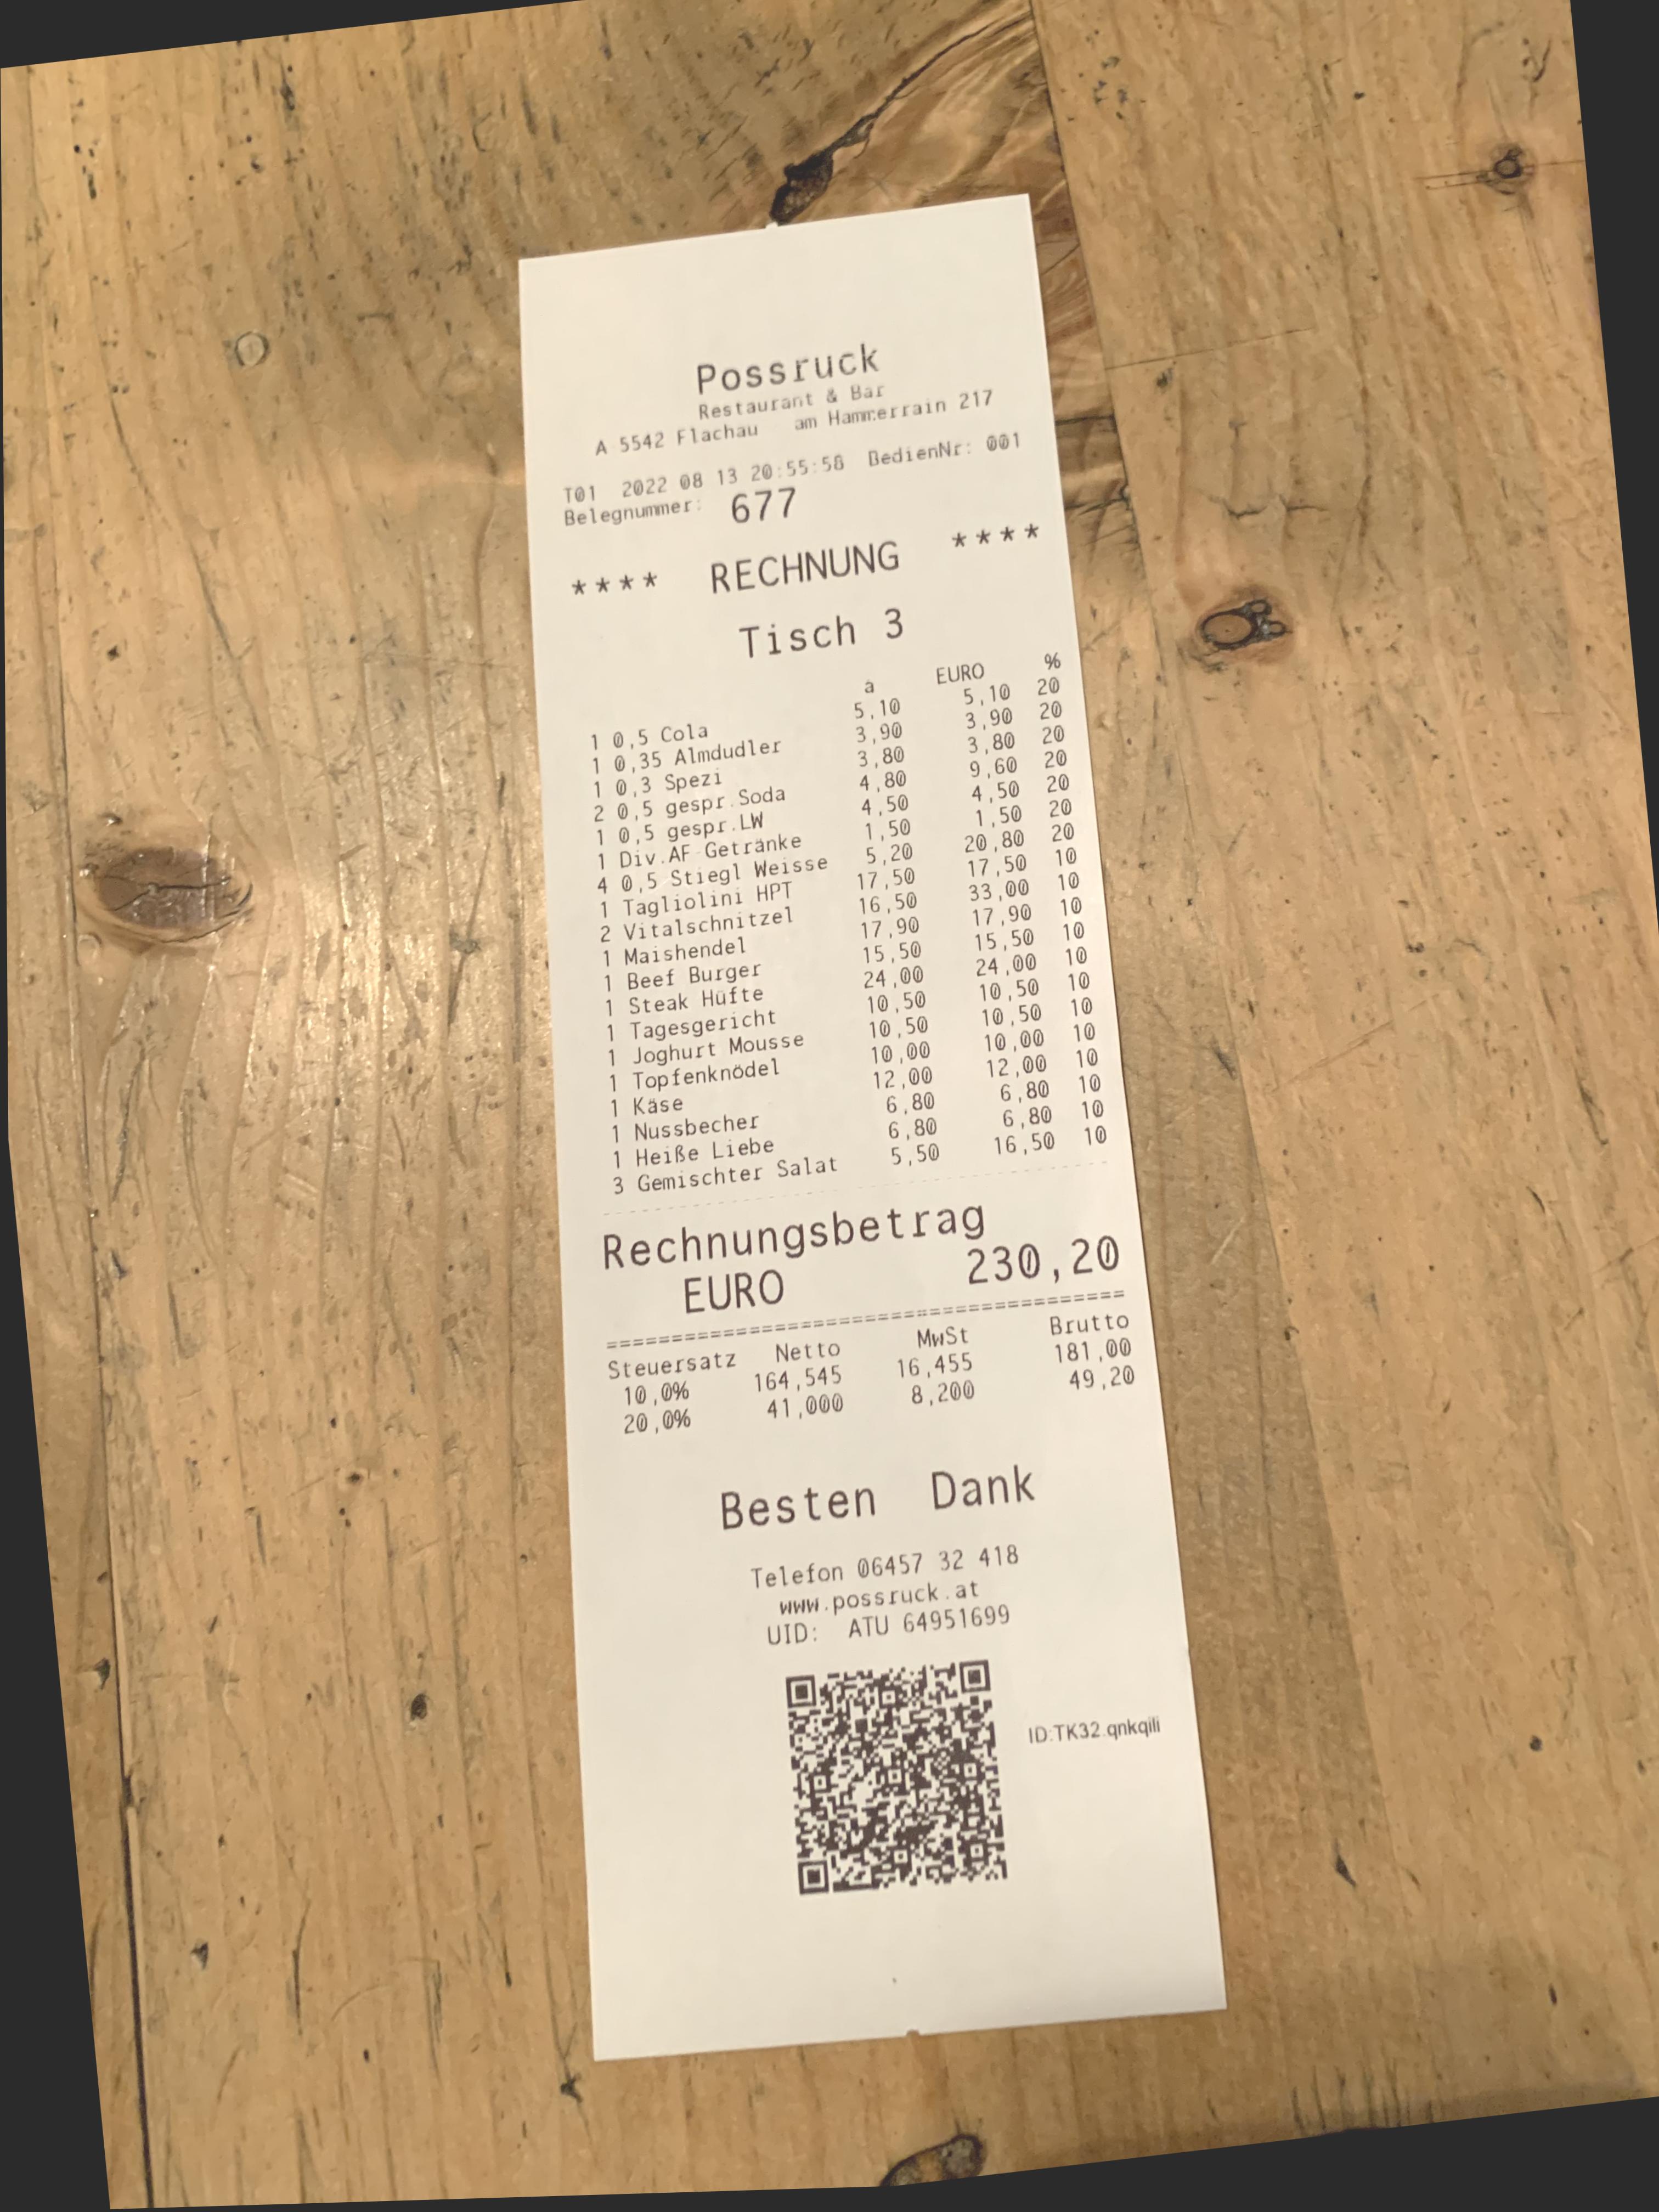 Possruck
Restaurant & Bar
A 5542 Flachau am Hammerrain 217
T01 2022 08 13 20:55:58 BedienNr: 001
Belegnummer: 677
**** RECHNUNG ****
Tisch 3
à EURO %
1 0,5 Cola 5,10 5,10 20
1 0,35 Almdudler 3,90 3,90 20
1 0,3 Spezi 3,80 3,80 20
2 0,5 gespr.Soda 4,80 9,60 20
1 0,5 gespr.LW 4,50 4,50 20
1 Div.AF Getränke 1,50 1,50 20
4 0,5 Stiegl Weisse 5,20 20,80 20
1 Tagliolini HPT 17,50 17,50 10
2 Vitalschnitzel 16,50 33,00 10
1 Maishendel 17,90 17,90 10
1 Beef Burger 15,50 15,50 10
1 Steak Hüfte 24,00 24,00 10
1 Tagesgericht 10,50 10,50 10
1 Joghurt Mousse 10,50 10,50 10
1 Topfenknödel 10,00 10,00 10
1 Käse 12,00 12,00 10
1 Nussbecher 6,80 6,80 10
1 Heiße Liebe 6,80 6,80 10
3 Gemischter Salat 5,50 16,50 10
Rechnungsbetrag
EURO 230,20
========================================
Steuersatz Netto MwSt Brutto
10,0% 164,545 16,455 181,00
20,0% 41,000 8,200 49,20
Besten Dank
Telefon 06457 32 418
www.possruck.at
UID: ATU 64951699
ID:TK32.qnkqili